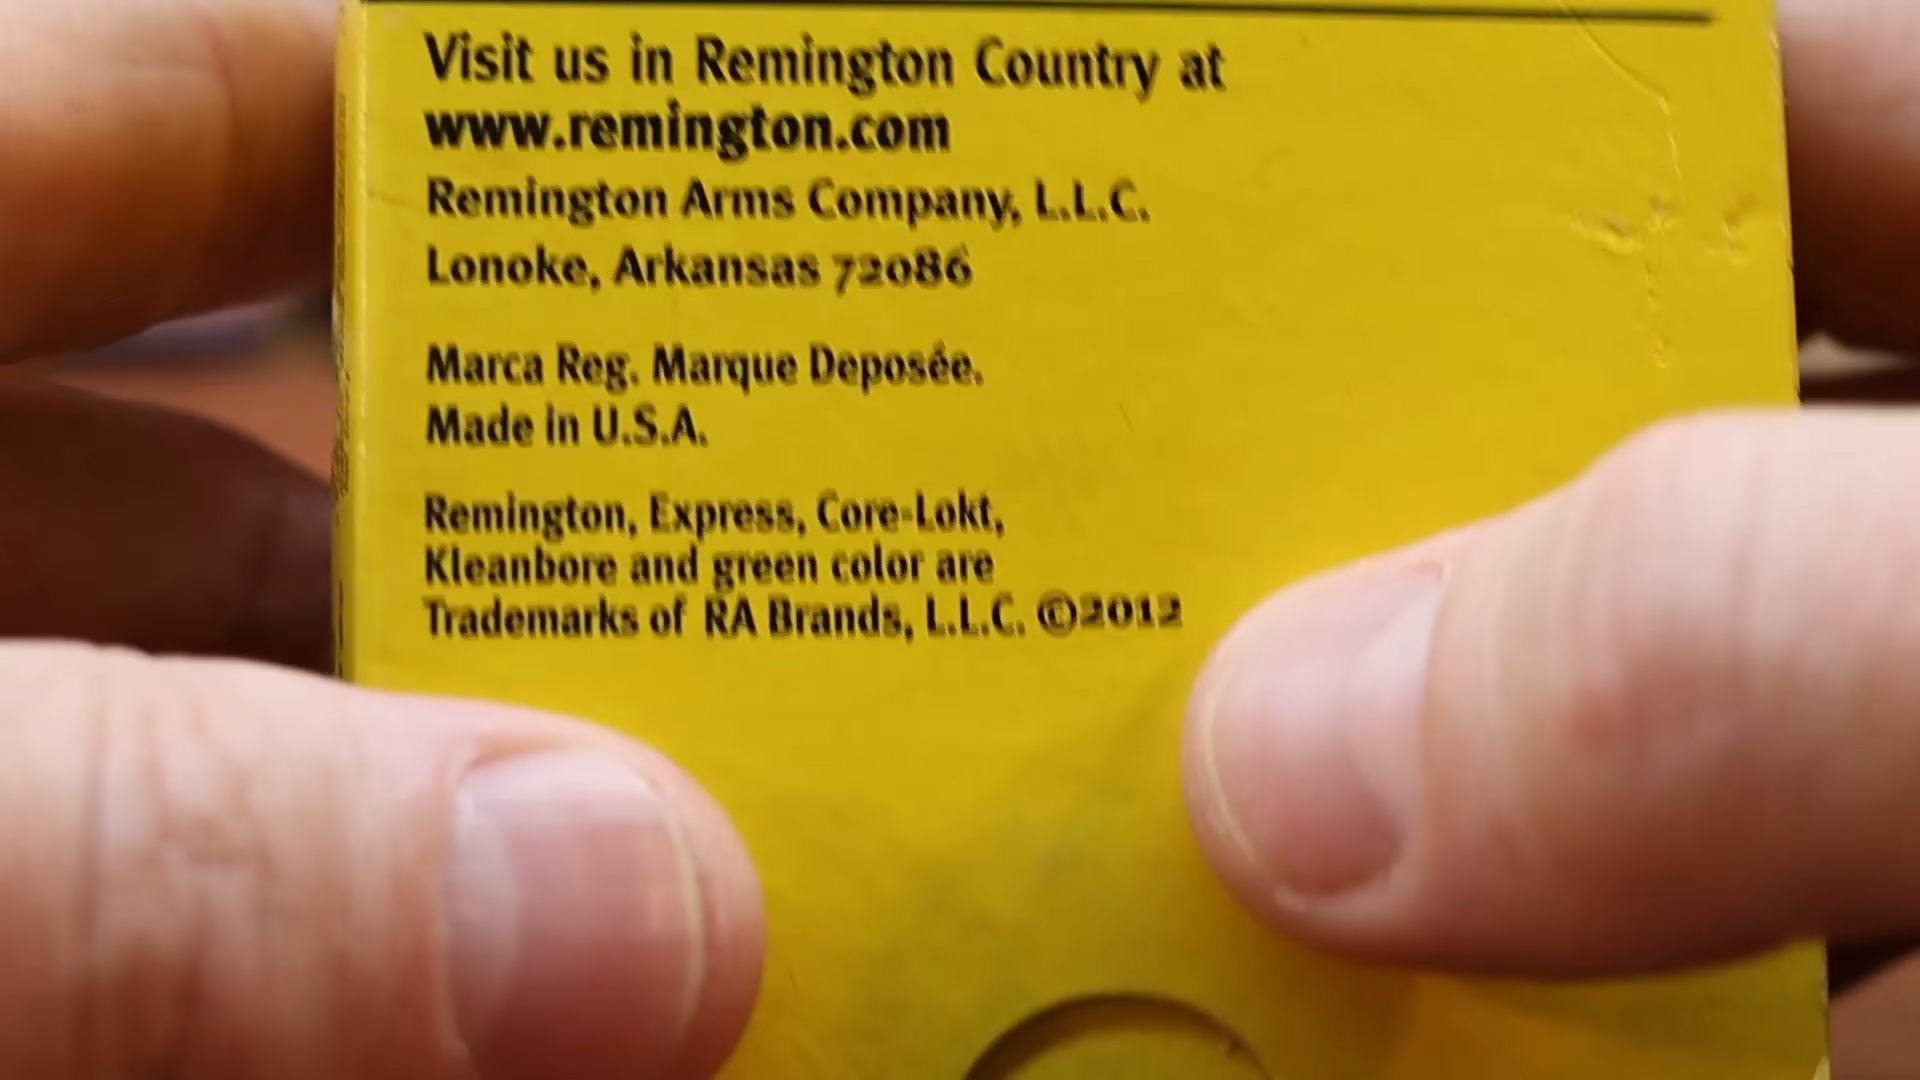 Visit us in Remington Country at
www.remington.com
Remington Arms Company, L.L.C.
Lonoke, Arkansas 72086
Marca Reg. Marque Deposée.
Made in U.S.A.
Remington, Express, Core-Lokt,
Kleanbore and green color are
Trademarks of RA Brands, L.L.C. ©2012